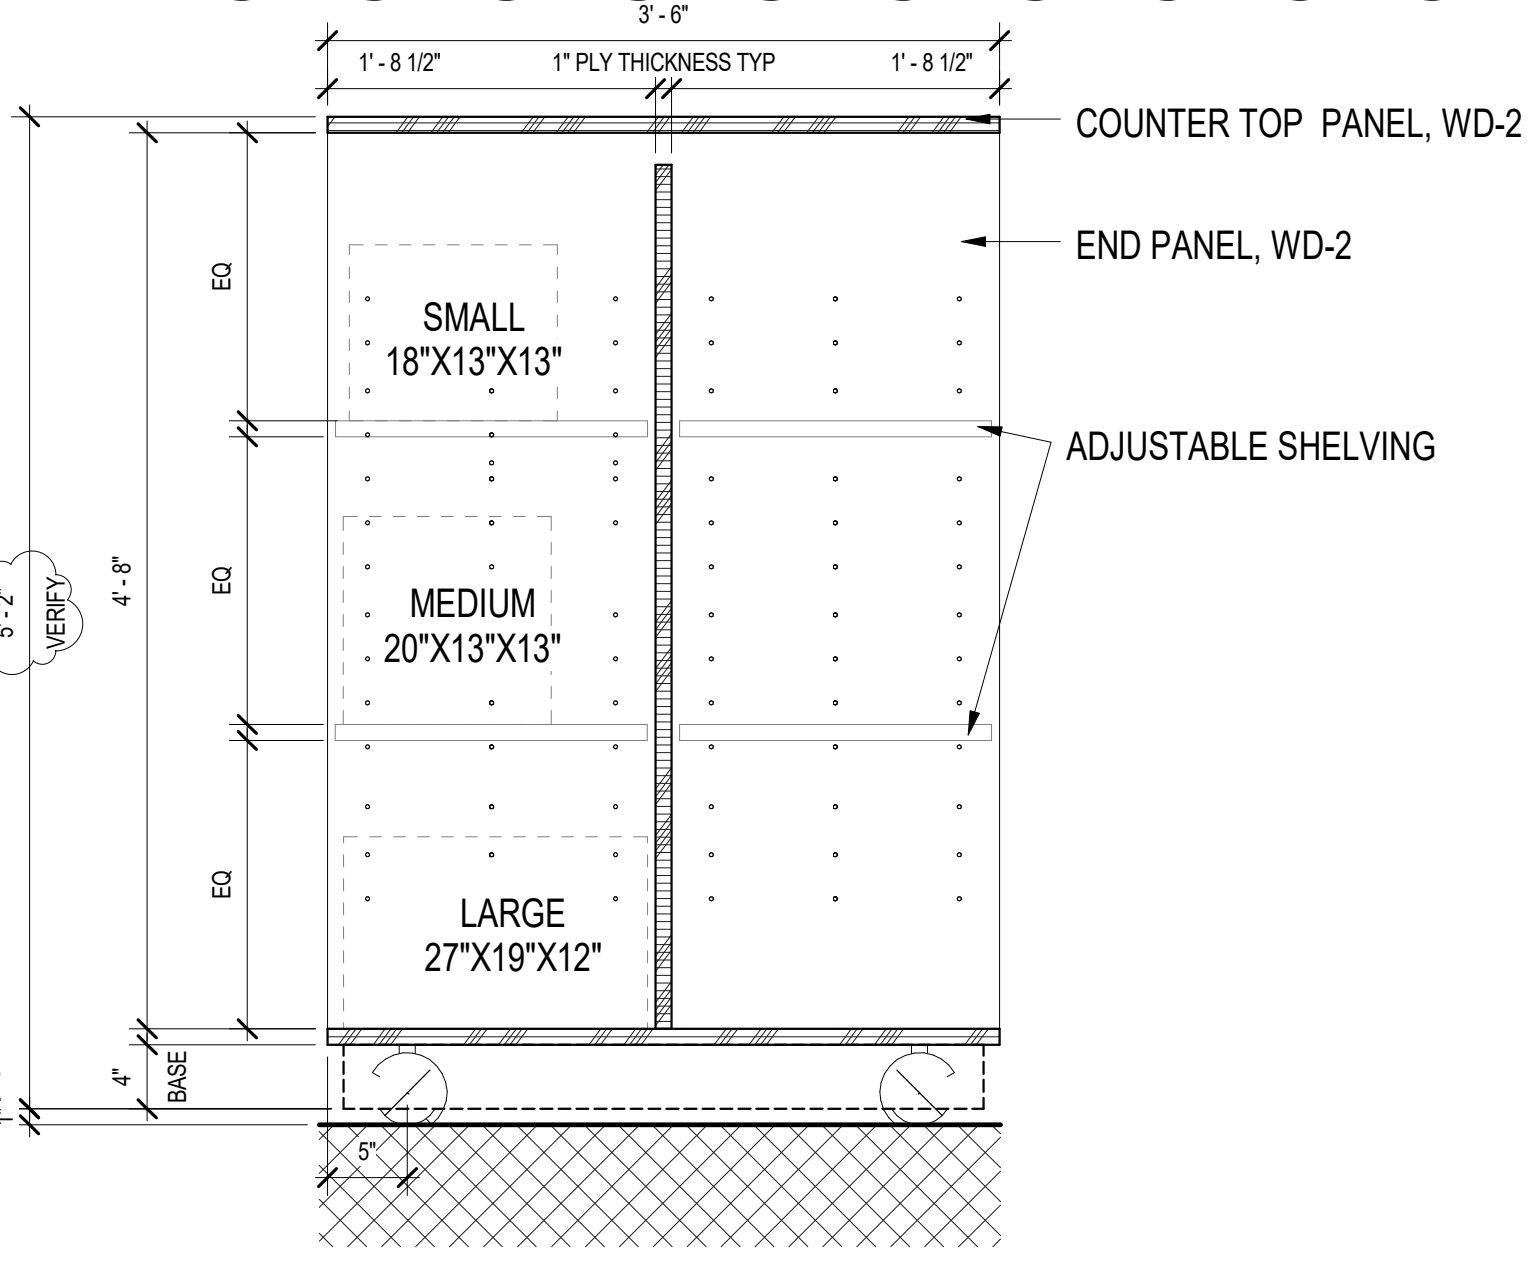 3' - 6"
1' - 8 1/2"
1" PLY THICKNESS TYP
1' - 8 1/2"
COUNTER TOP PANEL, WD-2
END PANEL, WD-2
EQ
SMALL
18"X13"X13"
ADJUSTABLE SHELVING
5' - 2"
VERIFY
4' - 8"
EQ
MEDIUM
20"X13"X13"
EQ
LARGE
27"X19"X12"
4"
BASE
5"